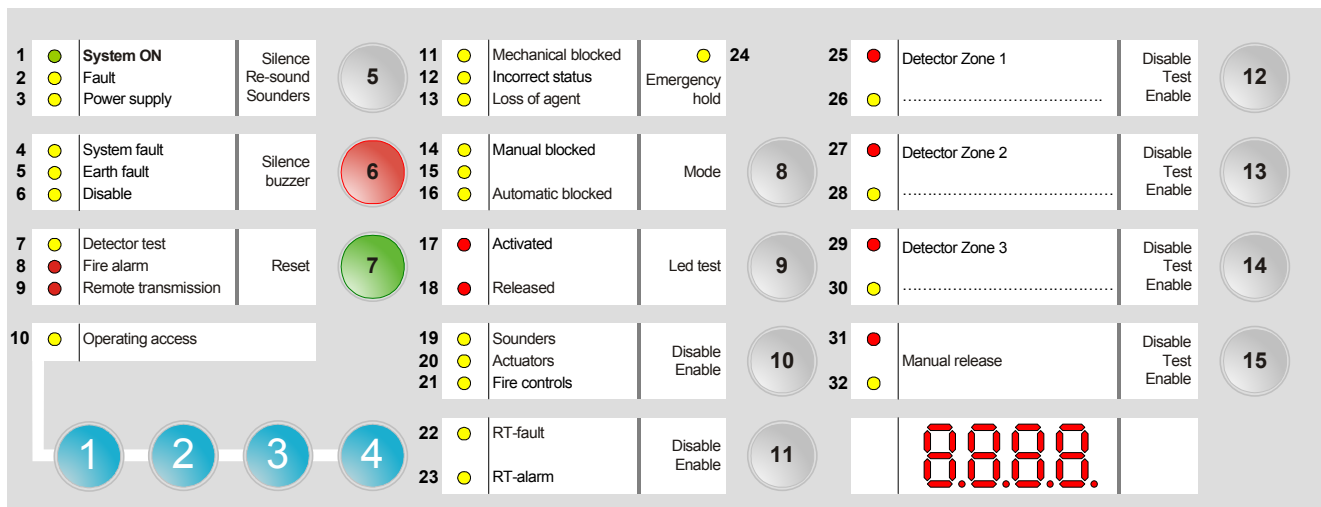 1 System ON
2 Fault
3 Power supply
Silence
Re-sound
Sounders
5
4 System fault
5 Earth fault
6 Disable
Silence
buzzer
6
7 Detector test
8 Fire alarm
9 Remote transmission
Reset
7
10 Operating access
1 2 3 4
11 Mechanical blocked
12 Incorrect status
13 Loss of agent
24
Emergency
hold
14 Manual blocked
15
16 Automatic blocked
Mode
8
17 Activated
18 Released
Led test
9
19 Sounders
20 Actuators
21 Fire controls
Disable
Enable
10
22 RT-fault
23 RT-alarm
Disable
Enable
11
25 Detector Zone 1
26 ........................................
Disable
Test
Enable
12
27 Detector Zone 2
28 ..........................................
Disable
Test
Enable
13
29 Detector Zone 3
30 ..........................................
Disable
Test
Enable
14
31
Manual release
32
Disable
Test
Enable
15
8.8.8.8.